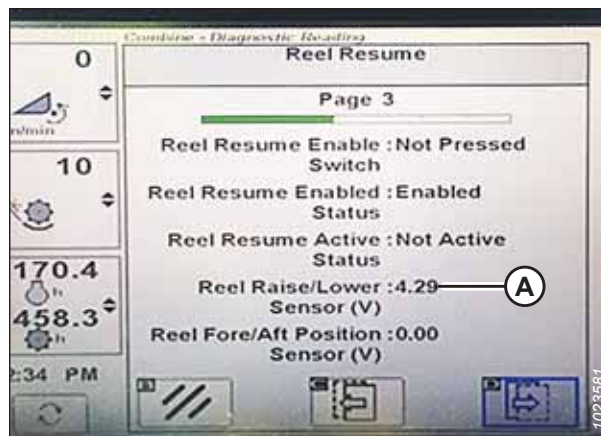 Combine - Diagnostic Reading
Reel Resume
Page 3
Reel Resume Enable :Not Pressed
Switch
Reel Resume Enabled :Enabled
Status
Reel Resume Active :Not Active
Status
Reel Raise/Lower :4.29
Sensor (V)
Reel Fore/Aft Position :0.00
Sensor (V)
A
0
/min
10
170.4
h
458.3
h
2:34 PM
1023581